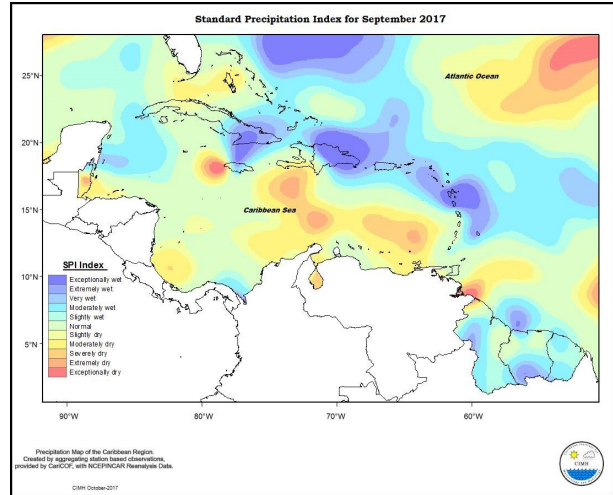 Standard Precipitation Index for September 2017
25°N
Atlantic Ocean
20°N
15°N
Caribbean Sea
SPI Index
10°N
Exceptionally wet
Extremely wet
Very wet
Moderately wet
Slightly wet
Normal
Slightly dry
Moderately dry
Severely dry
Extremely dry
Exceptionally dry
5°N
90°W
80°W
70°W
60°W
Precipitation Map of the Caribbean Region.
Created by aggregating station based observations,
provided by CariCOF, with NCEP/NCAR Reanalysis Data.
CIMH October-2017
CIMH